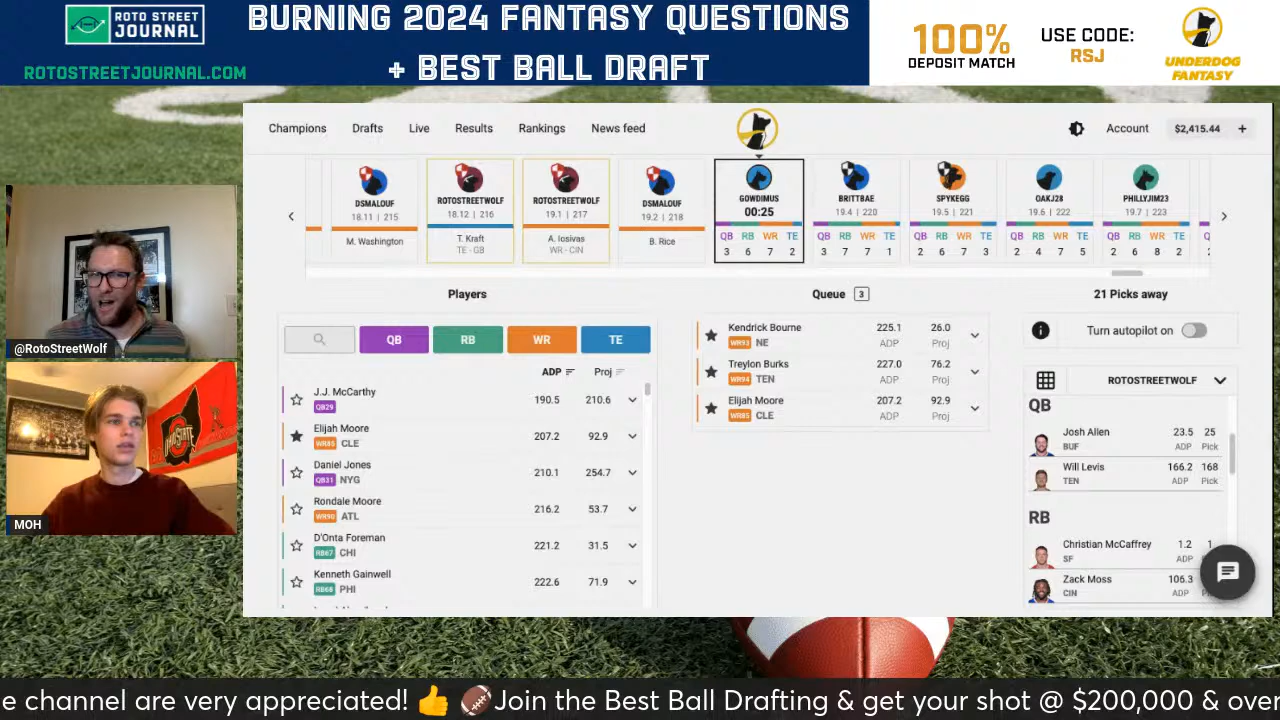 ROTO STREET
JOURNAL
ROTOSTREETJOURNAL.COM
BURNING 2024 FANTASY QUESTIONS
+ BEST BALL DRAFT
100%
DEPOSIT MATCH
USE CODE:
RSJ
UNDERDOG
FANTASY
Champions Drafts Live Results Rankings News feed Account $2,415.44 +
DSMALOUF
18.11 | 215
M. Washington
ROTOSTREETWOLF
18.12 | 216
T. Kraft
TE - GB
ROTOSTREETWOLF
19.1 | 217
A. Iosivas
WR - CIN
DSMALOUF
19.2 | 218
B. Rice
GOWDIMUS
00:25
QB RB WR TE
3 6 7 2
BRITTBAE
19.4 | 220
QB RB WR TE
3 7 7 1
SPYKEGG
19.5 | 221
QB RB WR TE
2 6 7 3
OAKJ28
19.6 | 222
QB RB WR TE
2 4 7 5
PHILLYJIM23
19.7 | 223
QB RB WR TE
2 6 8 2
Players
QB RB WR TE
ADP Proj
J.J. McCarthy 190.5 210.6
QB29
Elijah Moore 207.2 92.9
WR85 CLE
Daniel Jones 210.1 254.7
QB31 NYG
Rondale Moore 216.2 53.7
WR90 ATL
D'Onta Foreman 221.2 31.5
RB67 CHI
Kenneth Gainwell 222.6 71.9
RB68 PHI
Queue 3
Kendrick Bourne 225.1 26.0
WR93 NE ADP Proj
Treylon Burks 227.0 76.2
WR94 TEN ADP Proj
Elijah Moore 207.2 92.9
WR85 CLE ADP Proj
21 Picks away
Turn autopilot on
ROTOSTREETWOLF
QB
Josh Allen 23.5 25
BUF ADP Pick
Will Levis 166.2 168
TEN ADP Pick
RB
Christian McCaffrey 1.2 1
SF ADP
Zack Moss 106.3
CIN ADP
@RotoStreetWolf
OHIO STATE
MOH
e channel are very appreciated! 👍 🏈Join the Best Ball Drafting & get your shot @ $200,000 & over